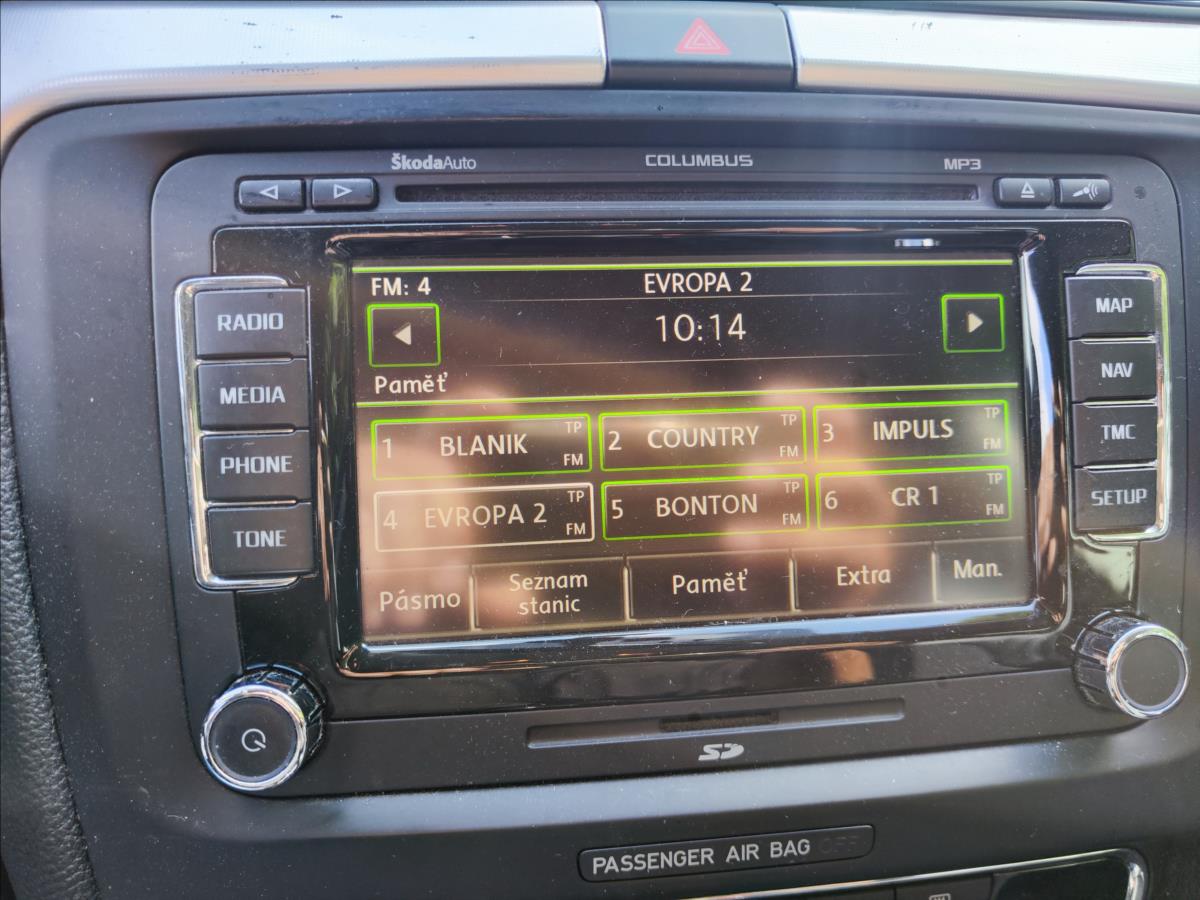 ŠkodaAuto COLUMBUS MP3
FM: 4 EVROPA 2
10:14
Paměť
1 BLANIK TP FM
2 COUNTRY TP FM
3 IMPULS TP FM
4 EVROPA 2 TP FM
5 BONTON TP FM
6 CR 1 TP FM
Pásmo
Seznam
stanic
Paměť
Extra
Man.
RADIO
MEDIA
PHONE
TONE
MAP
NAV
TMC
SETUP
SD
PASSENGER AIR BAG OFF